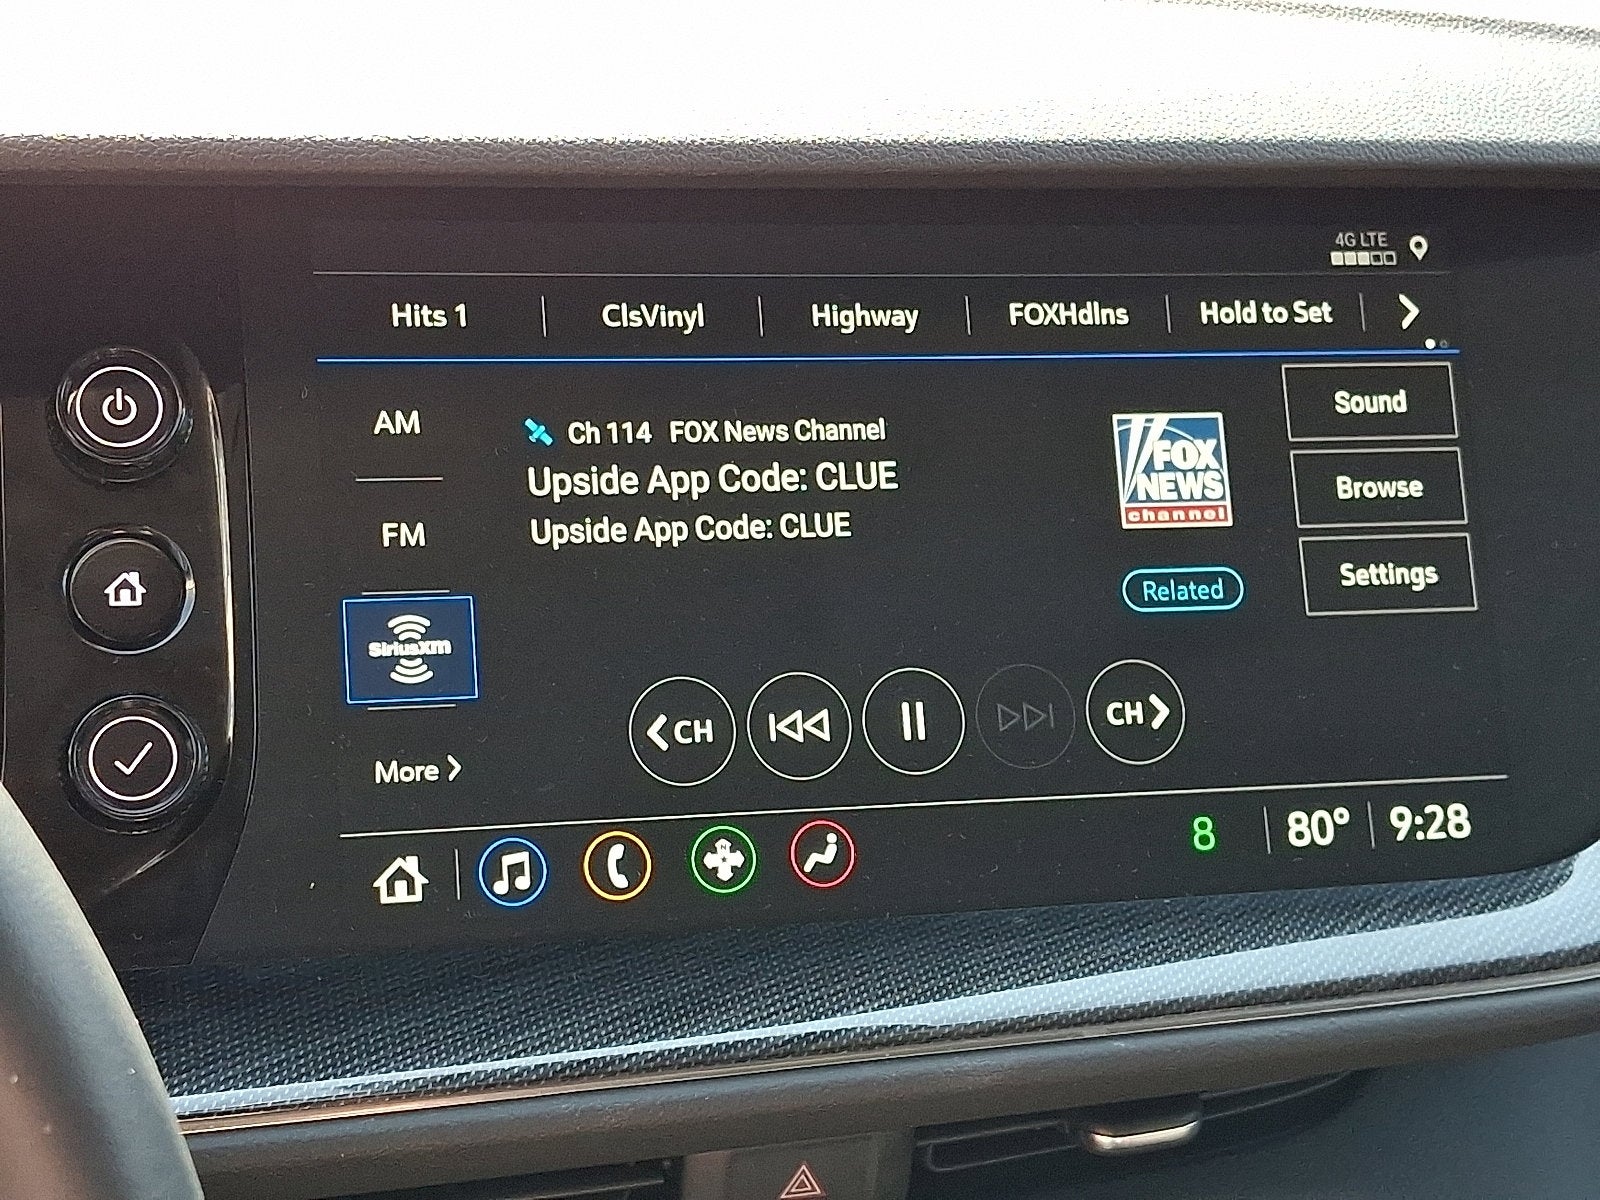 4G LTE
Hits 1
ClsVinyl
Highway
FOXHdlns
Hold to Set
AM
Ch 114 FOX News Channel
Upside App Code: CLUE
Upside App Code: CLUE
FOX
NEWS
channel
Sound
Browse
FM
Settings
Related
SiriusXM
CH
CH
More
N
8
80°
9:28